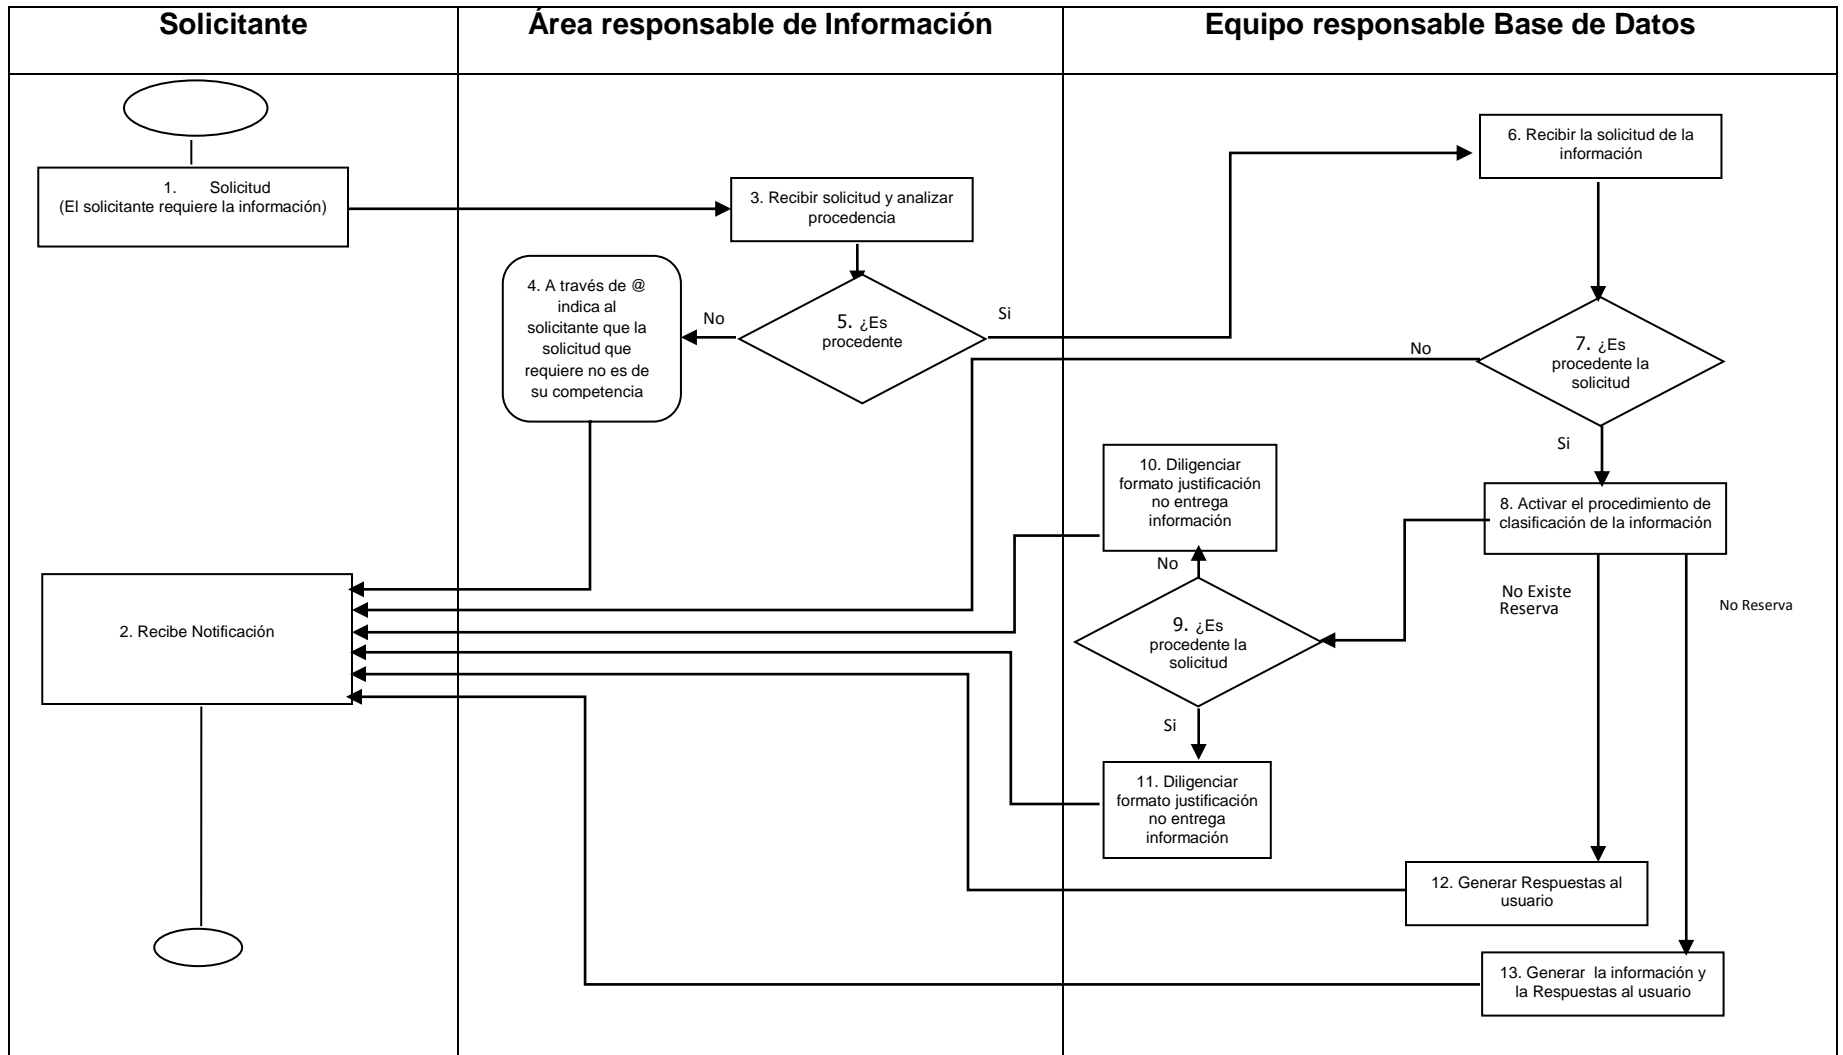 Solicitante
Área responsable de Información
Equipo responsable Base de Datos
1. Solicitud
(El solicitante requiere la información)
2. Recibe Notificación
3. Recibir solicitud y analizar
procedencia
4. A través de @
indica al
solicitante que la
solicitud que
requiere no es de
su competencia
No
5. ¿Es
procedente
Si
6. Recibir la solicitud de la
información
No
7. ¿Es
procedente la
solicitud
Si
8. Activar el procedimiento de
clasificación de la información
No Existe
Reserva
No Reserva
10. Diligenciar
formato justificación
no entrega
información
No
9. ¿Es
procedente la
solicitud
Si
11. Diligenciar
formato justificación
no entrega
información
12. Generar Respuestas al
usuario
13. Generar la información y
la Respuestas al usuario